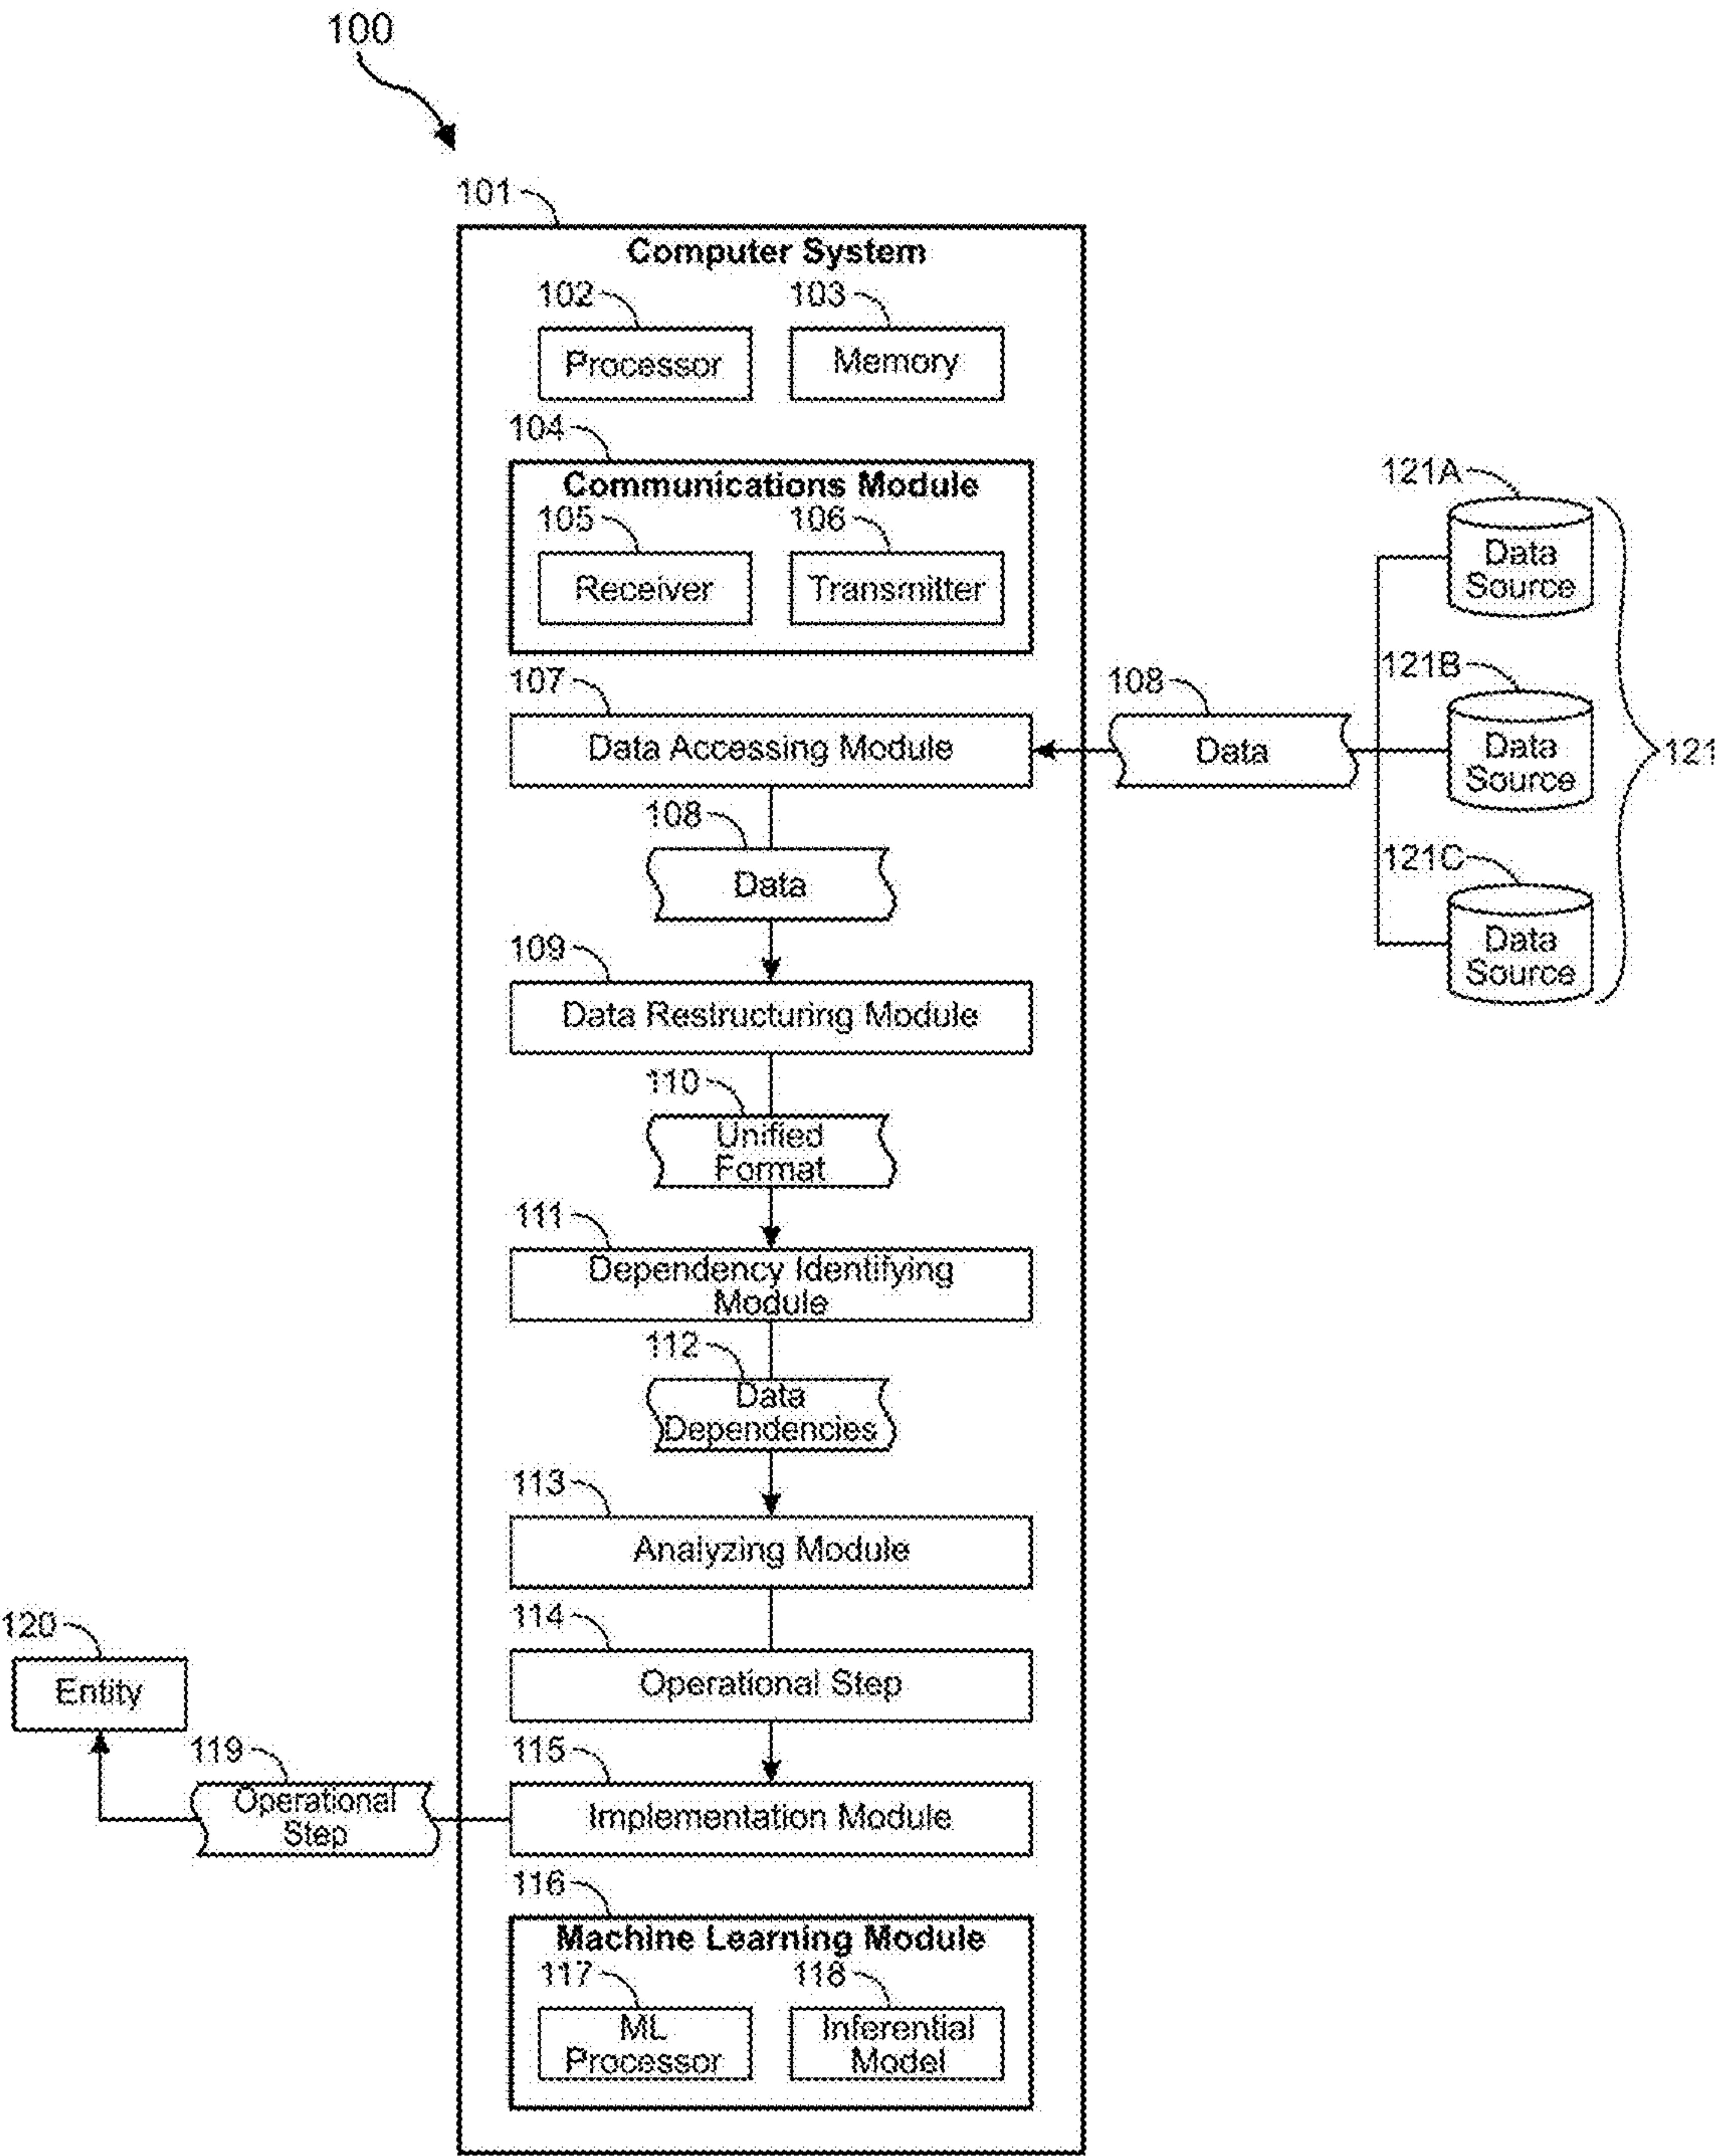 100
101
Computer System
102
103
Processor
Memory
104
Communications Module
105
106
Receiver
Transmitter
121A
Data
Source
107
108
121B
Data Accessing Module
Data
Data
Source
121
108
Data
121C
Data
Source
109
Data Restructuring Module
110
Unified
Format
111
Dependency Identifying
Module
112
Data
Dependencies
113
Analyzing Module
114
Operational Step
120
Entity
119
Operational
Step
115
Implementation Module
116
Machine Learning Module
117
118
ML
Processor
Inferential
Model